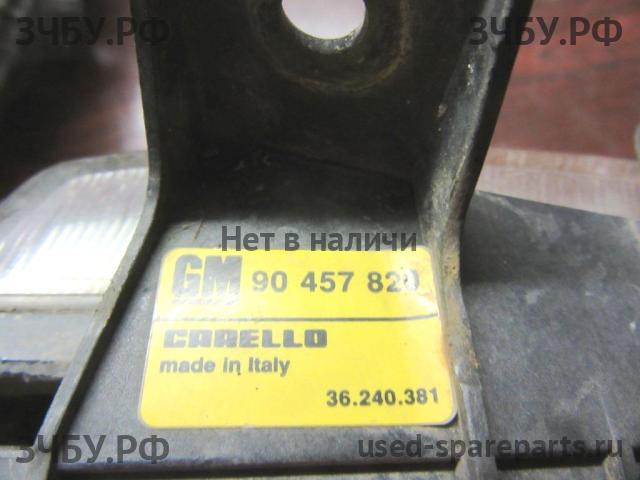 ЗЧБУ.РФ ЗЧБУ.РФ
Нет в наличи
GM 90 457 820
CARELLO
made in Italy
36.240.381
ЗЧБУ.РФ used-spareparts.ru